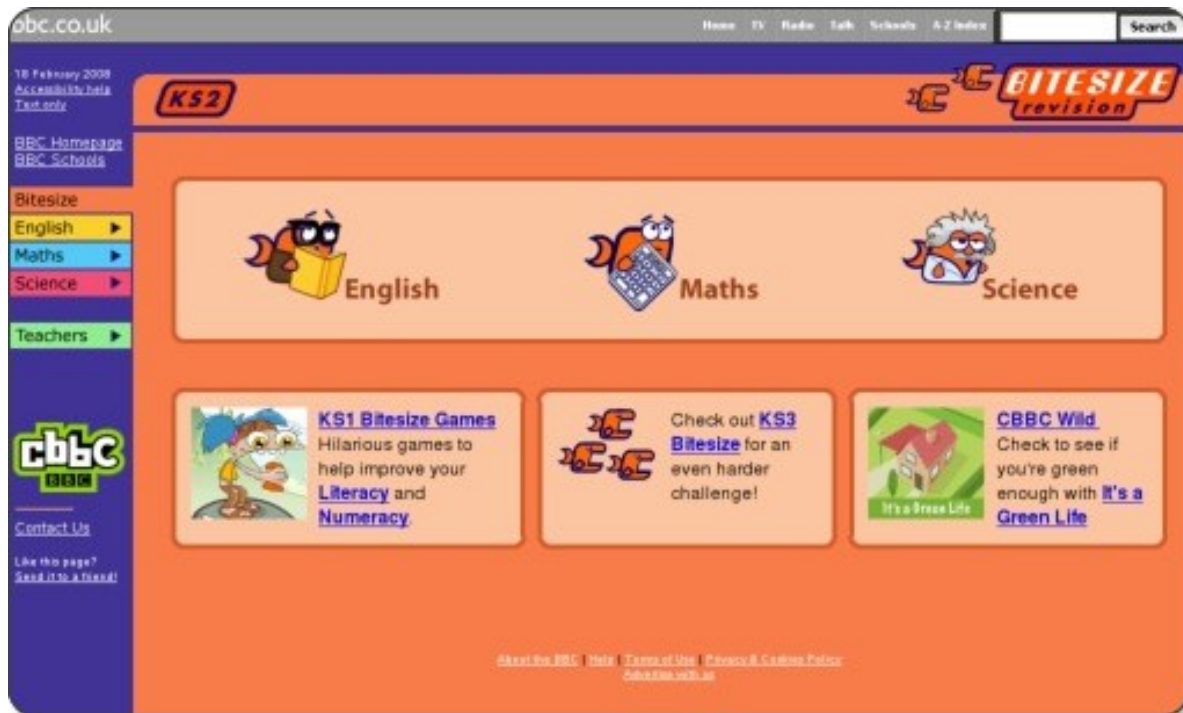 bbc.co.uk
Home TV Radio Talk Schools A-Z Index Search
18 February 2008
Accessibility help
Text only
BBC Homepage
BBC Schools
Bitesize
English
Maths
Science
Teachers
cbbc
BBC
Contact Us
Like this page?
Send it to a friend!
KS2
BITESIZE
revision
English
Maths
Science
KS1 Bitesize Games
Hilarious games to
help improve your
Literacy and
Numeracy.
Check out KS3
Bitesize for an
even harder
challenge!
It's a Green Life
CBBC Wild
Check to see if
you're green
enough with It's a
Green Life
About the BBC | Help | Terms of Use | Privacy & Cookies Policy
Advertise with us